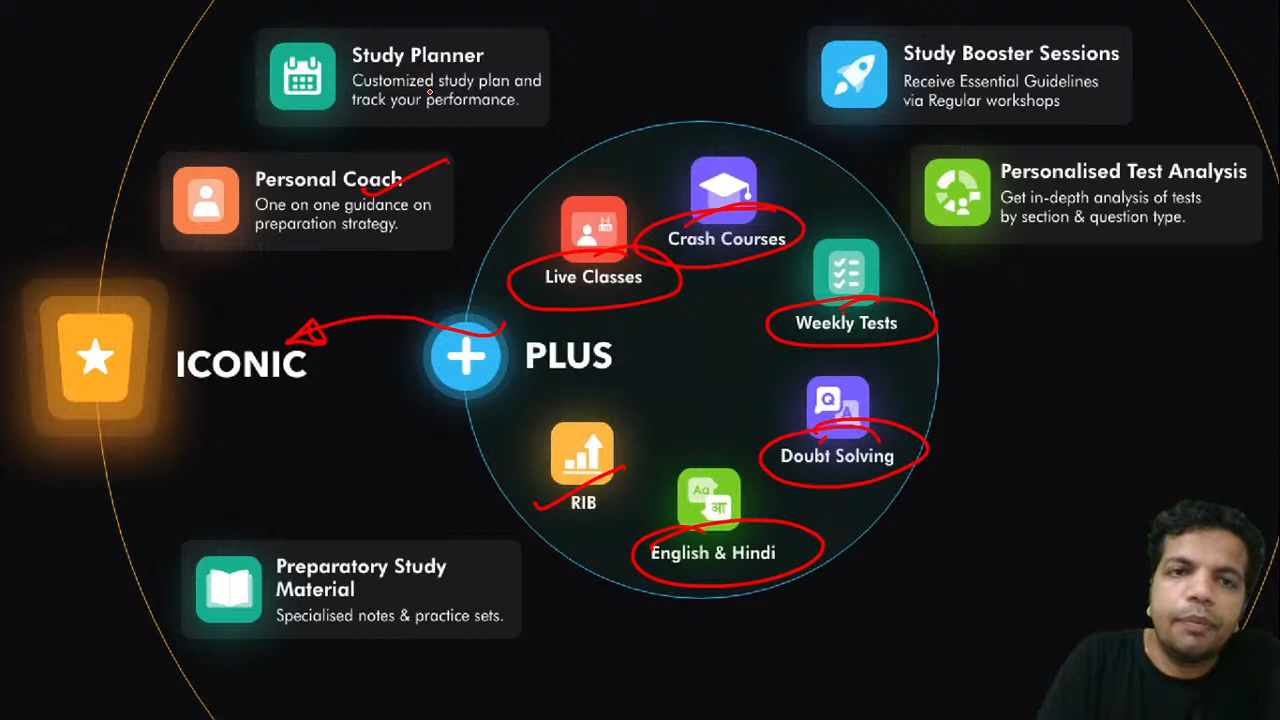 Study Planner
Customized study plan and
track your performance.
Study Booster Sessions
Receive Essential Guidelines
via Regular workshops
Personal Coach
One on one guidance on
preparation strategy.
Personalised Test Analysis
Get in-depth analysis of tests
by section & question type.
Crash Courses
Live Classes
Weekly Tests
ICONIC
PLUS
Q
A
Doubt Solving
RIB
Aa
आ
English & Hindi
Preparatory Study
Material
Specialised notes & practice sets.